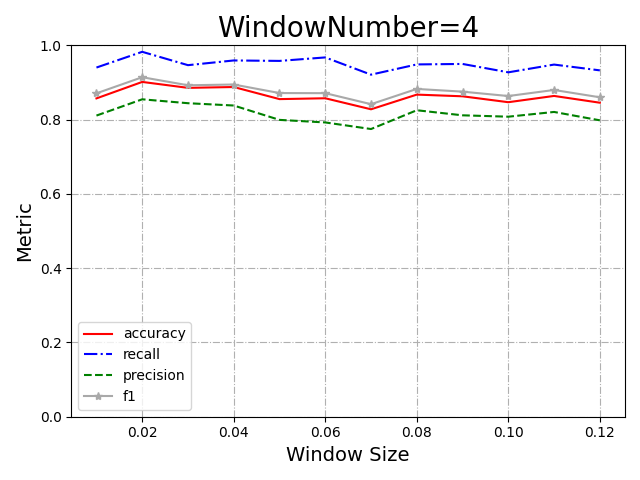 WindowNumber=4
1.0
0.8
0.6
0.4
0.2
0.0
Metric
accuracy
recall
precision
f1
0.02 0.04 0.06 0.08 0.10 0.12
Window Size